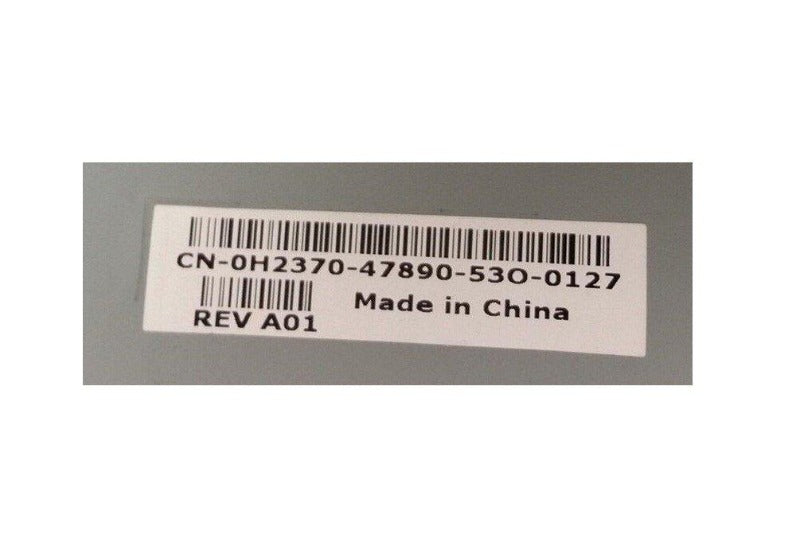 CN-0H2370-47890-53O-0127
REV A01
Made in China